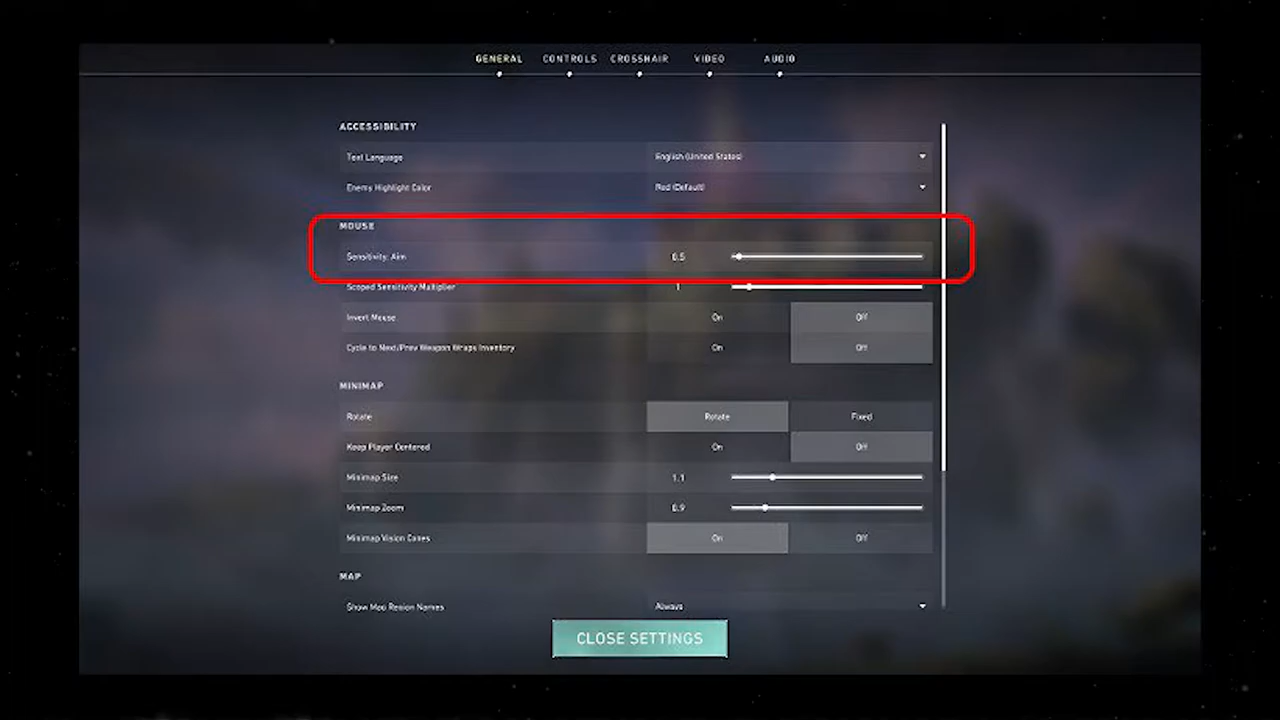 GENERAL CONTROLS CROSSHAIR VIDEO AUDIO
ACCESSIBILITY
Text Language English (United States)
Enemy Highlight Color Red (Default)
MOUSE
Sensitivity: Aim 0.5
Scoped Sensitivity Multiplier 1
Invert Mouse On Off
Cycle to Next/Prev Weapon Wraps Inventory On Off
MINIMAP
Rotate Rotate Fixed
Keep Player Centered On Off
Minimap Size 1.1
Minimap Zoom 0.9
Minimap Vision Cones On Off
MAP
Show Map Region Names Always
CLOSE SETTINGS